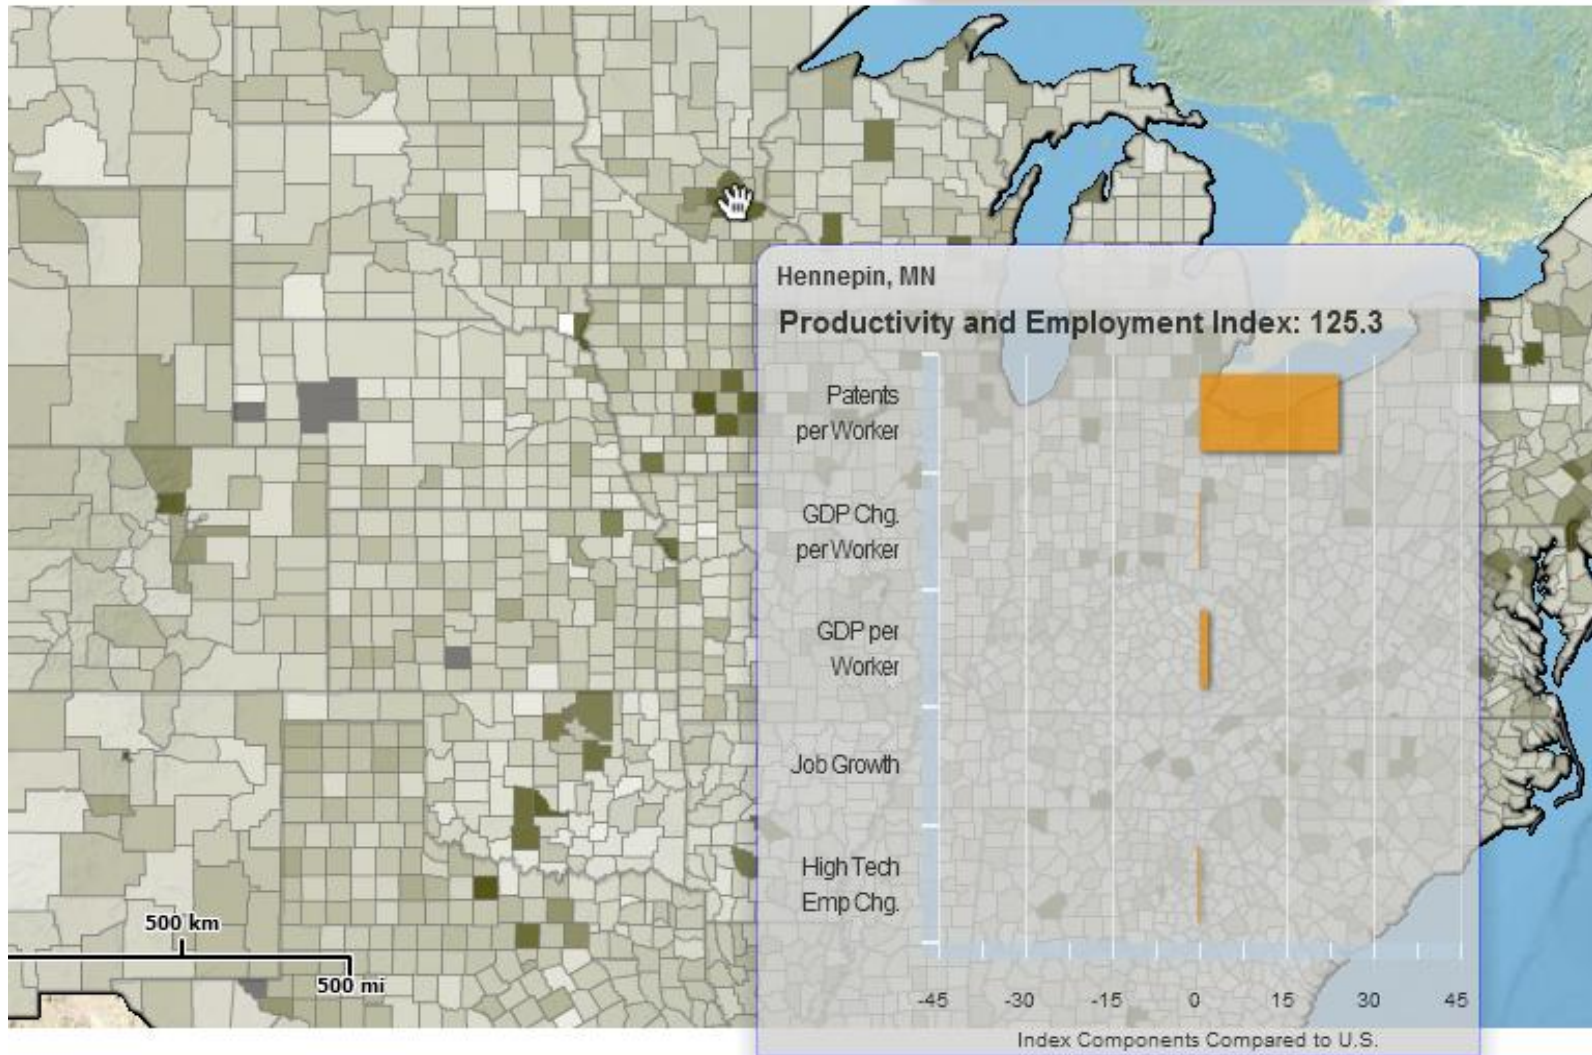 Hennepin, MN
Productivity and Employment Index: 125.3
Patents
per Worker
GDP Chg.
per Worker
GDP per
Worker
Job Growth
High Tech
Emp Chg.
-45 -30 -15 0 15 30 45
Index Components Compared to U.S.
500 km
500 mi